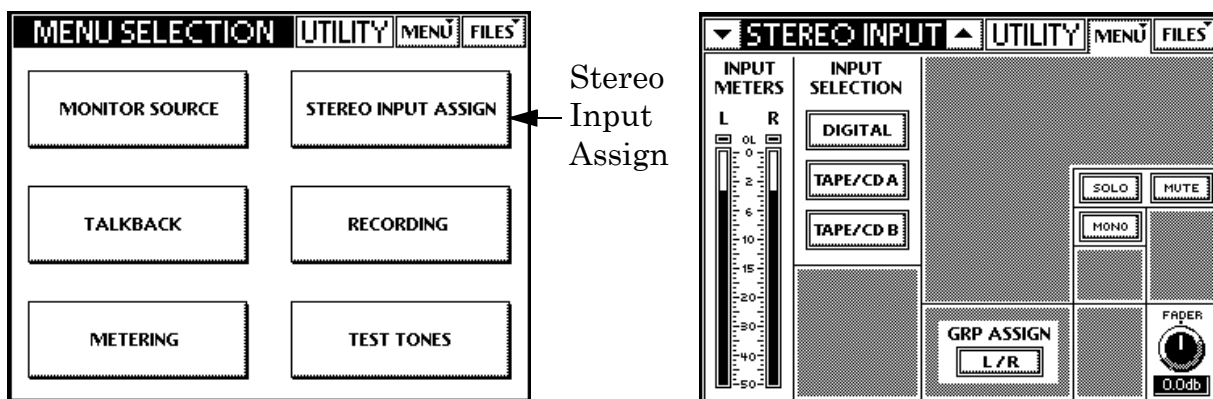 MENU SELECTION UTILITY MENU FILES
MONITOR SOURCE STEREO INPUT ASSIGN
TALKBACK RECORDING
METERING TEST TONES
Stereo
Input
Assign
STEREO INPUT UTILITY MENU FILES
INPUT
METERS
L R
OL
0
2
6
10
15
20
30
40
50
INPUT
SELECTION
DIGITAL
TAPE/CD A
TAPE/CD B
SOLO MUTE
MONO
GRP ASSIGN
L/R
FADER
0.0db